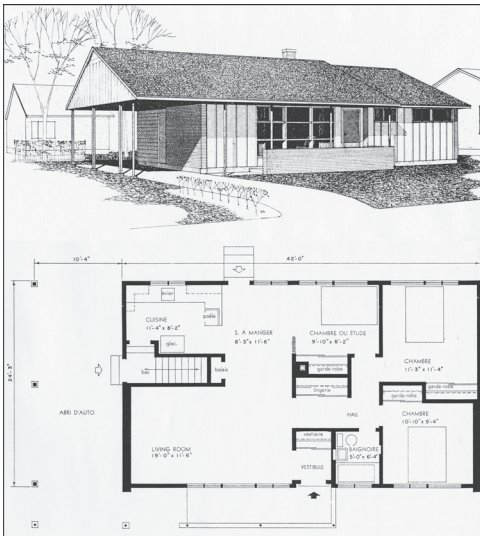 10'-4"
42'-0"
24'-3"
évier
poêle
CUISINE
11'-4" x 8'-2"
glac.
S. À MANGER
8'-3" x 11'-6"
CHAMBRE OU ÉTUDE
9'-10" x 8'-2"
CHAMBRE
11'-3" x 11'-4"
bas
balais
garde-robe
lingerie
garde-robe
garde-robe
ABRI D'AUTO
HALL
CHAMBRE
10'-10" x 9'-4"
LIVING ROOM
19'-0" x 11'-6"
vestiaire
VESTIBULE
BAIGNOIRE
5'-0" x 6'-4"